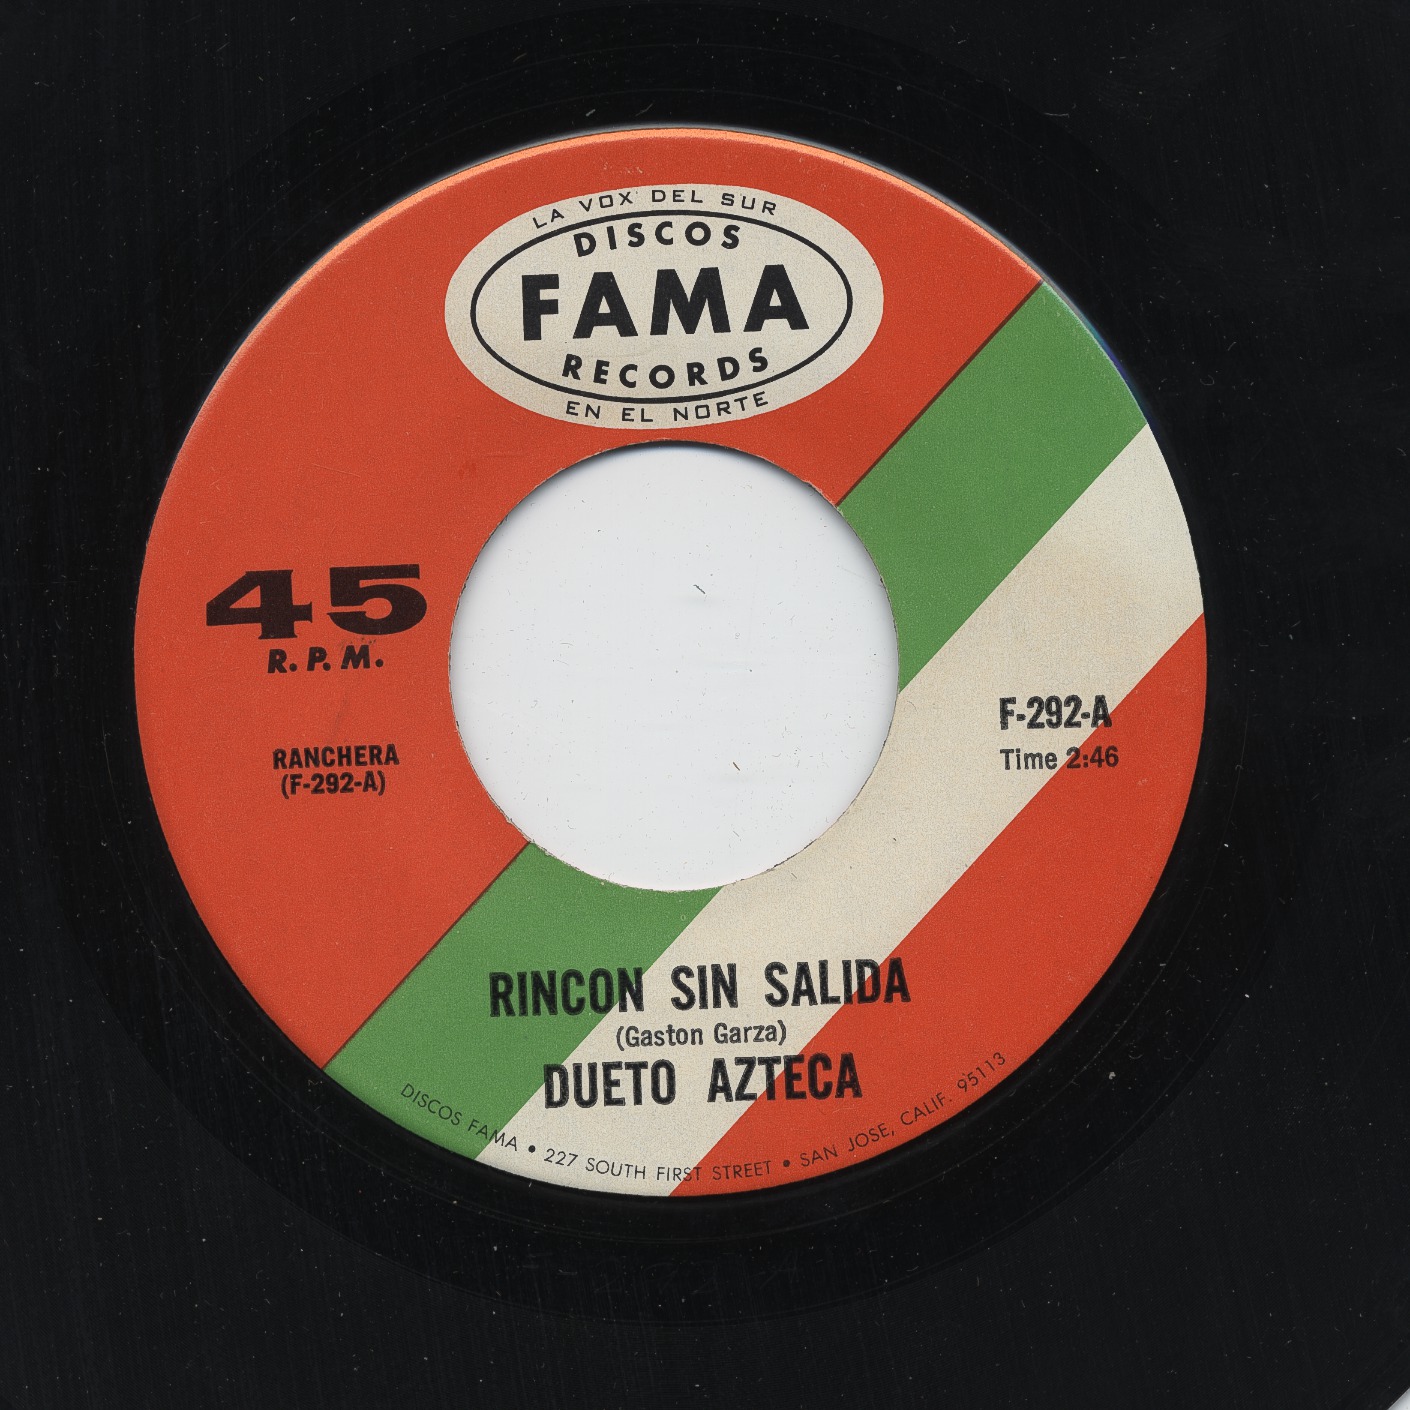 LA VOX DEL SUR
DISCOS
FAMA
RECORDS
EN EL NORTE
45
R.P.M.
RANCHERA
(F-292-A)
F-292-A
Time 2:46
RINCON SIN SALIDA
(Gaston Garza)
DUETO AZTECA
DISCOS FAMA • 227 SOUTH FIRST STREET • SAN JOSE, CALIF. 95113